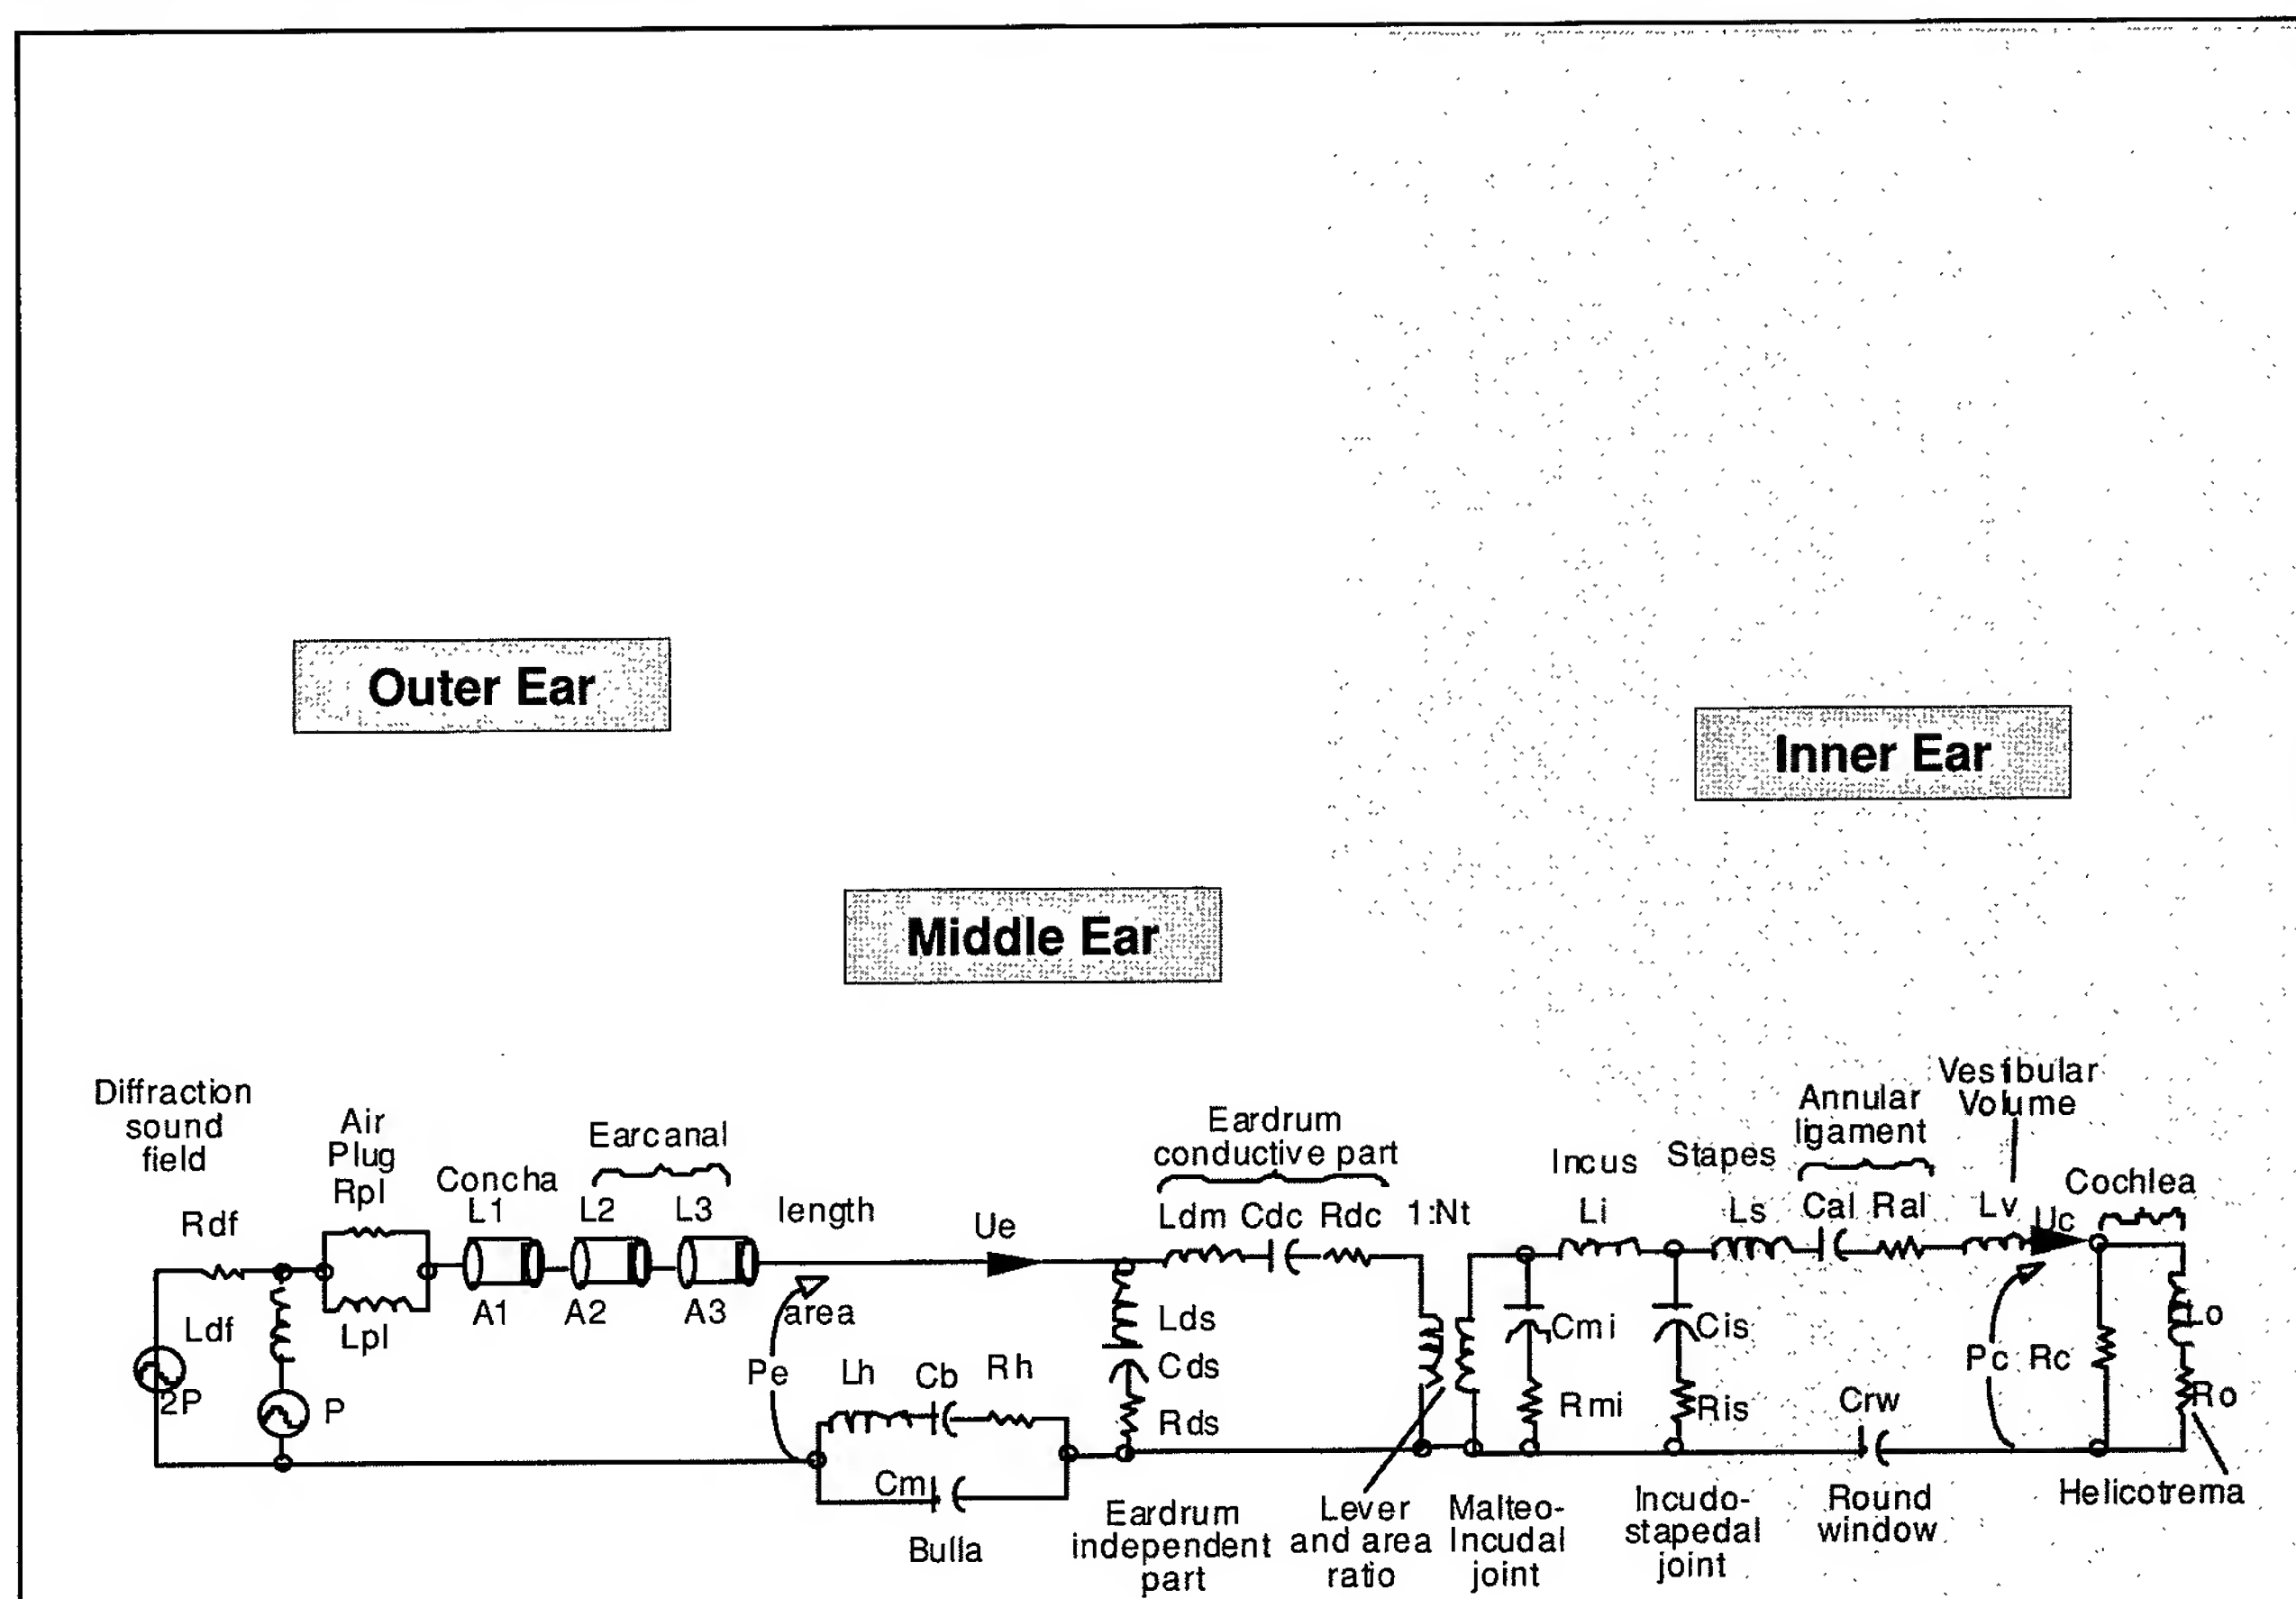 Outer Ear
Inner Ear
Middle Ear
Diffraction
sound
field
Air
Plug
Rpl
Concha
L1
Earcanal
L2
L3
length
Rdf
Ldf
2P
P
Lpl
A1
A2
A3
area
Ue
Pe
Lh
Cb
Rh
Cm
Bulla
Eardrum
conductive part
Ldm Cdc Rdc
1:Nt
Lds
Cds
Rds
Eardrum
independent
part
Lever
and area
ratio
Incus
Li
Cmi
Rmi
Malteo-
Incudal
joint
Stapes
Ls
Cis
Ris
Incudo-
stapedal
joint
Annular
ligament
Cal Ral
Vestibular
Volume
Lv
Uc
Crw
Round
window
Cochlea
Pc
Rc
Lo
Ro
Helicotrema